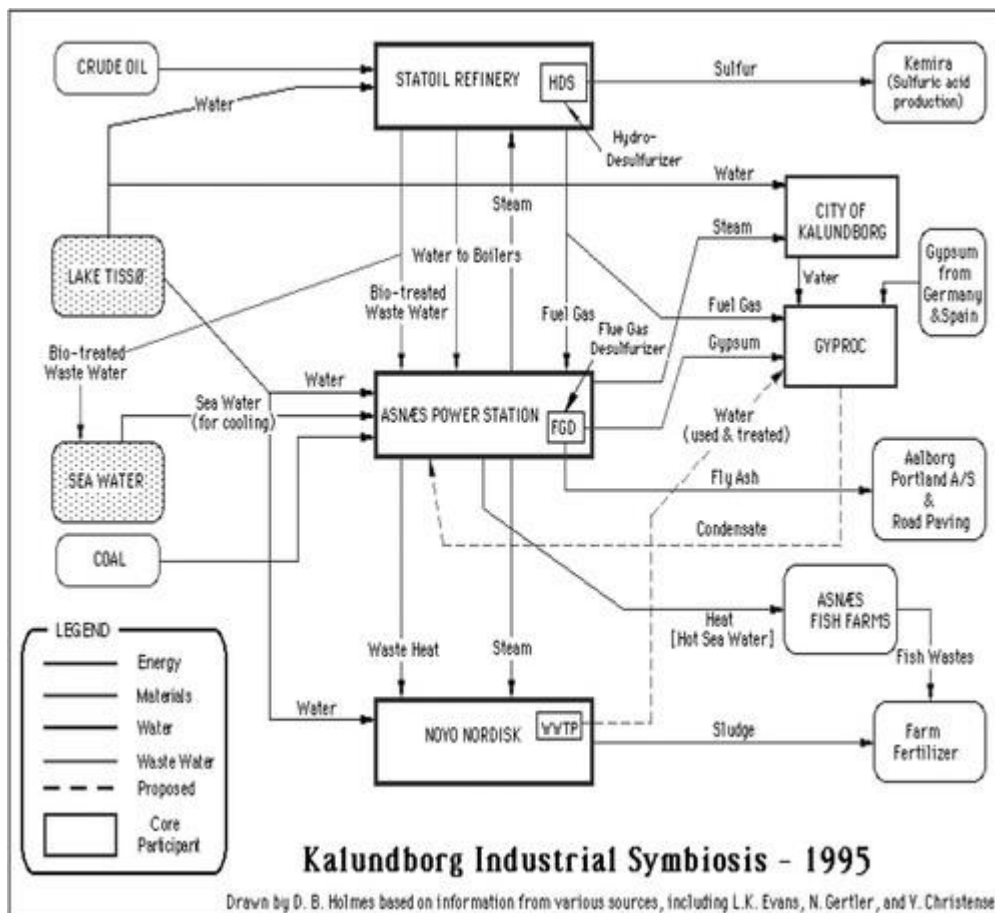 CRUDE OIL
STATOIL REFINERY
HDS
Sulfur
Kemira
(Sulfuric acid
production)
Water
Hydro-
Desulfurizer
Water
CITY OF
KALUNDBORG
Steam
Steam
Gypsum
from
Germany
& Spain
LAKE TISSØ
Water to Boilers
Water
Bio-treated
Waste Water
Fuel Gas
Flue Gas
Desulfurizer
Fuel Gas
GYPROC
Bio-treated
Waste Water
Gypsum
Water
Sea Water
(for cooling)
ASNÆS POWER STATION
FGD
Water
(used & treated)
SEA WATER
Fly Ash
Aalborg
Portland A/S
&
Road Paving
Condensate
COAL
ASNÆS
FISH FARMS
Heat
[Hot Sea Water]
LEGEND
Energy
Materials
Water
Waste Water
Proposed
Core
Participant
Waste Heat
Steam
Fish Wastes
Water
NOVO NORDISK
WWTP
Sludge
Farm
Fertilizer
Kalundborg Industrial Symbiosis - 1995
Drawn by D. B. Holmes based on information from various sources, including L.K. Evans, N. Gertler, and Y. Christense